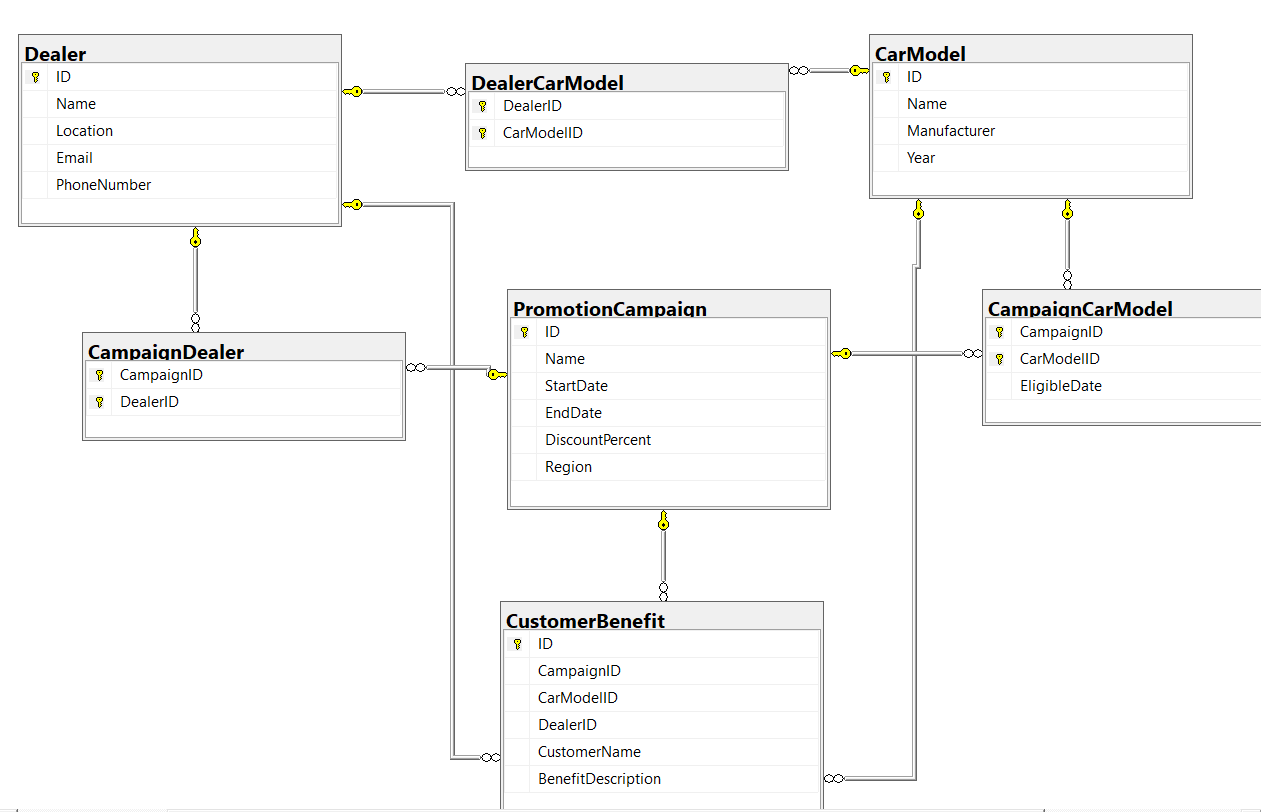 Dealer
ID
Name
Location
Email
PhoneNumber
DealerCarModel
DealerID
CarModelID
CarModel
ID
Name
Manufacturer
Year
CampaignDealer
CampaignID
DealerID
PromotionCampaign
ID
Name
StartDate
EndDate
DiscountPercent
Region
CampaignCarModel
CampaignID
CarModelID
EligibleDate
CustomerBenefit
ID
CampaignID
CarModelID
DealerID
CustomerName
BenefitDescription